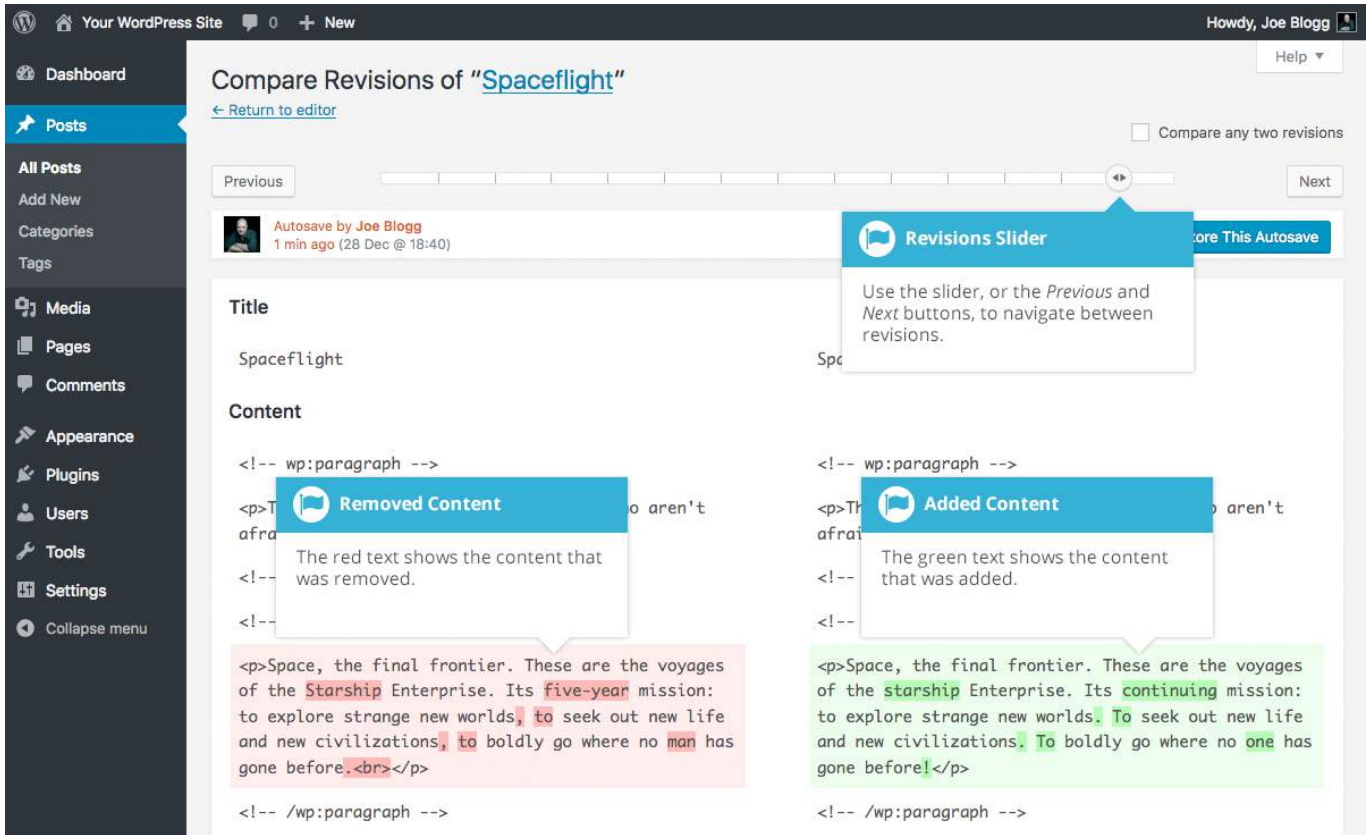 Your WordPress Site 0 + New Howdy, Joe Blogg
Help ▼
Dashboard
Posts
All Posts
Add New
Categories
Tags
Media
Pages
Comments
Appearance
Plugins
Users
Tools
Settings
Collapse menu
Compare Revisions of “Spaceflight”
← Return to editor
Compare any two revisions
Previous
Next
Autosave by Joe Blogg
1 min ago (28 Dec @ 18:40)
This Autosave
Revisions Slider
Use the slider, or the Previous and
Next buttons, to navigate between
revisions.
Title
Spaceflight
Content
<!-- wp:paragraph -->
<p>
o aren't
<!--
<!--
Removed Content
The red text shows the content that
was removed.
<p>Space, the final frontier. These are the voyages
of the Starship Enterprise. Its five-year mission:
to explore strange new worlds, to seek out new life
and new civilizations, to boldly go where no man has
gone before.<br></p>
<!-- /wp:paragraph -->
<!-- wp:paragraph -->
<p>
aren't
<!--
<!--
Added Content
The green text shows the content
that was added.
<p>Space, the final frontier. These are the voyages
of the starship Enterprise. Its continuing mission:
to explore strange new worlds. To seek out new life
and new civilizations. To boldly go where no one has
gone before!</p>
<!-- /wp:paragraph -->